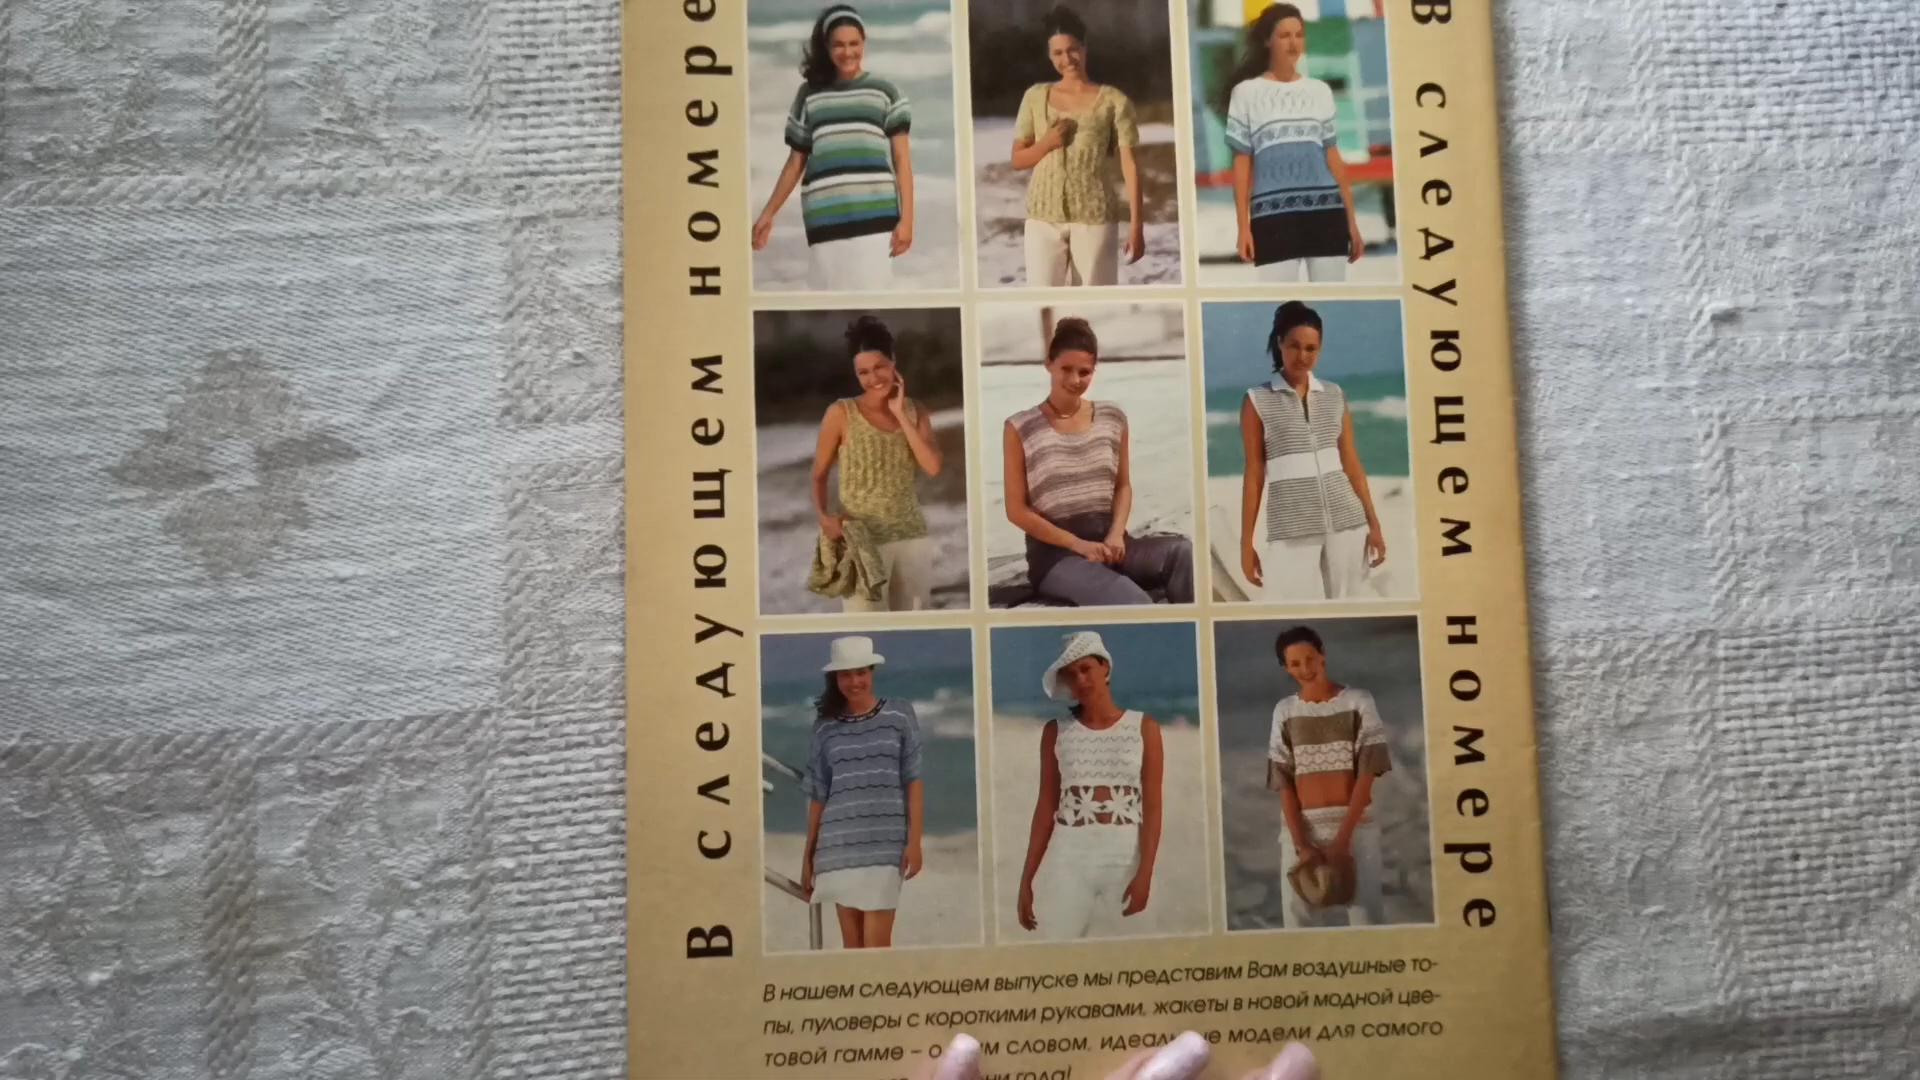 В следующем номере
В следующем номере
В нашем следующем выпуске мы представим Вам воздушные то-
пы, пуловеры с короткими рукавами, жакеты в новой модной цве-
товой гамме – словом, модели для самого
года!